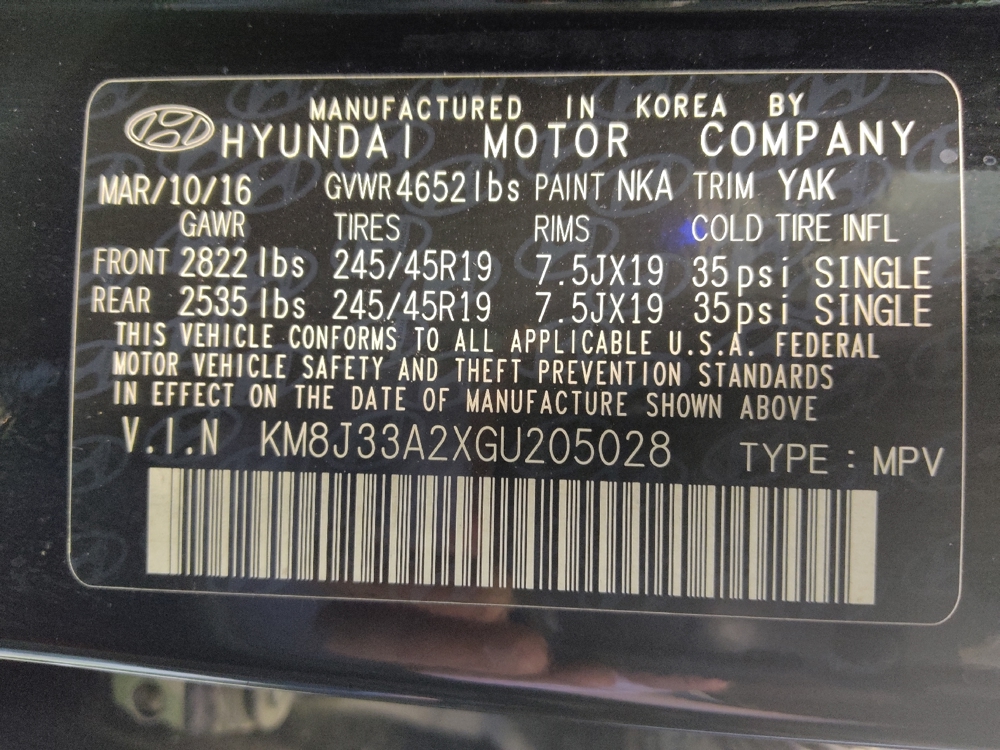 MANUFACTURED IN KOREA BY
HYUNDAI MOTOR COMPANY
MAR/10/16 GVWR 4652lbs PAINT NKA TRIM YAK
GAWR TIRES RIMS COLD TIRE INFL
FRONT 2822 lbs 245/45R19 7.5JX19 35psi SINGLE
REAR 2535 lbs 245/45R19 7.5JX19 35psi SINGLE
THIS VEHICLE CONFORMS TO ALL APPLICABLE U.S.A. FEDERAL
MOTOR VEHICLE SAFETY AND THEFT PREVENTION STANDARDS
IN EFFECT ON THE DATE OF MANUFACTURE SHOWN ABOVE
V.I.N KM8J33A2XGU205028 TYPE : MPV